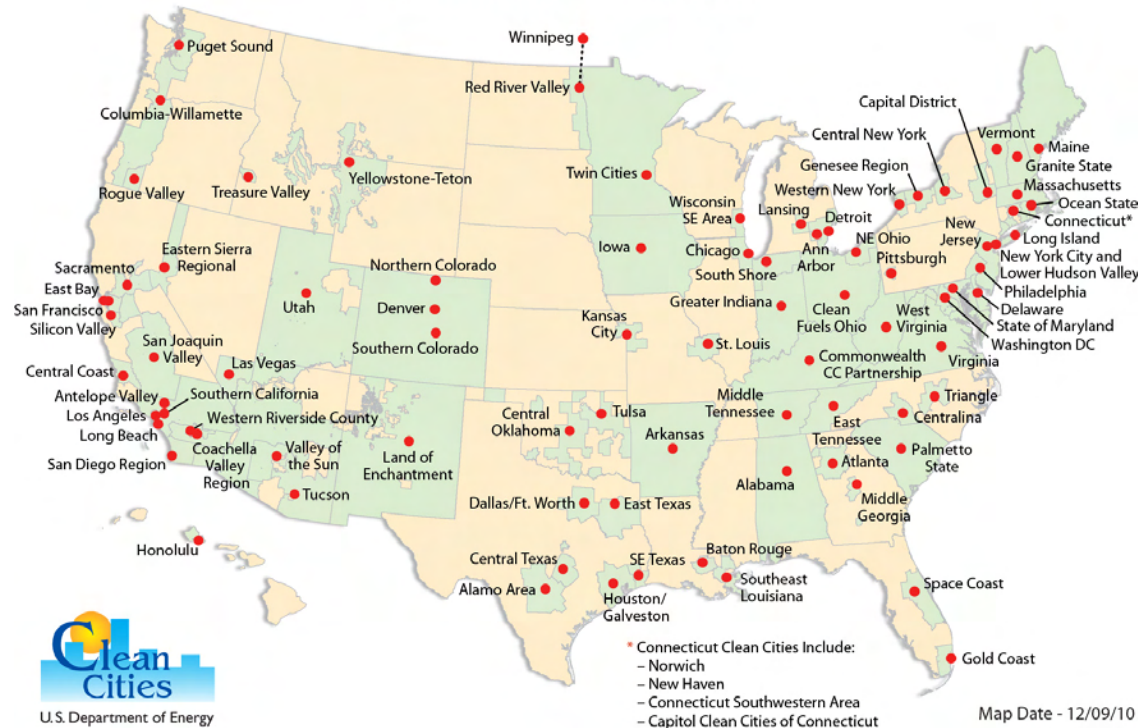 Puget Sound
Columbia-Willamette
Rogue Valley
Treasure Valley
Yellowstone-Teton
Winnipeg
Red River Valley
Twin Cities
Wisconsin
SE Area
Iowa
Chicago
South Shore
Western New York
Lansing
Detroit
Ann
Arbor
NE Ohio
Pittsburgh
Capital District
Central New York
Genesee Region
Vermont
Maine
Granite State
Massachusetts
Ocean State
Connecticut*
New
Jersey
Long Island
New York City and
Lower Hudson Valley
Philadelphia
Delaware
State of Maryland
Washington DC
Eastern Sierra
Regional
Sacramento
East Bay
San Francisco
Silicon Valley
San Joaquin
Valley
Central Coast
Las Vegas
Antelope Valley
Southern California
Los Angeles
Western Riverside County
Long Beach
Coachella
Valley
Region
San Diego Region
Valley of
the Sun
Tucson
Utah
Northern Colorado
Denver
Southern Colorado
Land of
Enchantment
Kansas
City
St. Louis
Greater Indiana
Clean
Fuels Ohio
West
Virginia
Virginia
Commonwealth
CC Partnership
Middle
Tennessee
East
Tennessee
Triangle
Centralina
Palmetto
State
Atlanta
Middle
Georgia
Alabama
Arkansas
Tulsa
Central
Oklahoma
Dallas/Ft. Worth
East Texas
Central Texas
Alamo Area
SE Texas
Houston/
Galveston
Baton Rouge
Southeast
Louisiana
Space Coast
Gold Coast
Honolulu
Clean
Cities
U.S. Department of Energy
* Connecticut Clean Cities Include:
– Norwich
– New Haven
– Connecticut Southwestern Area
– Capitol Clean Cities of Connecticut
Map Date - 12/09/10